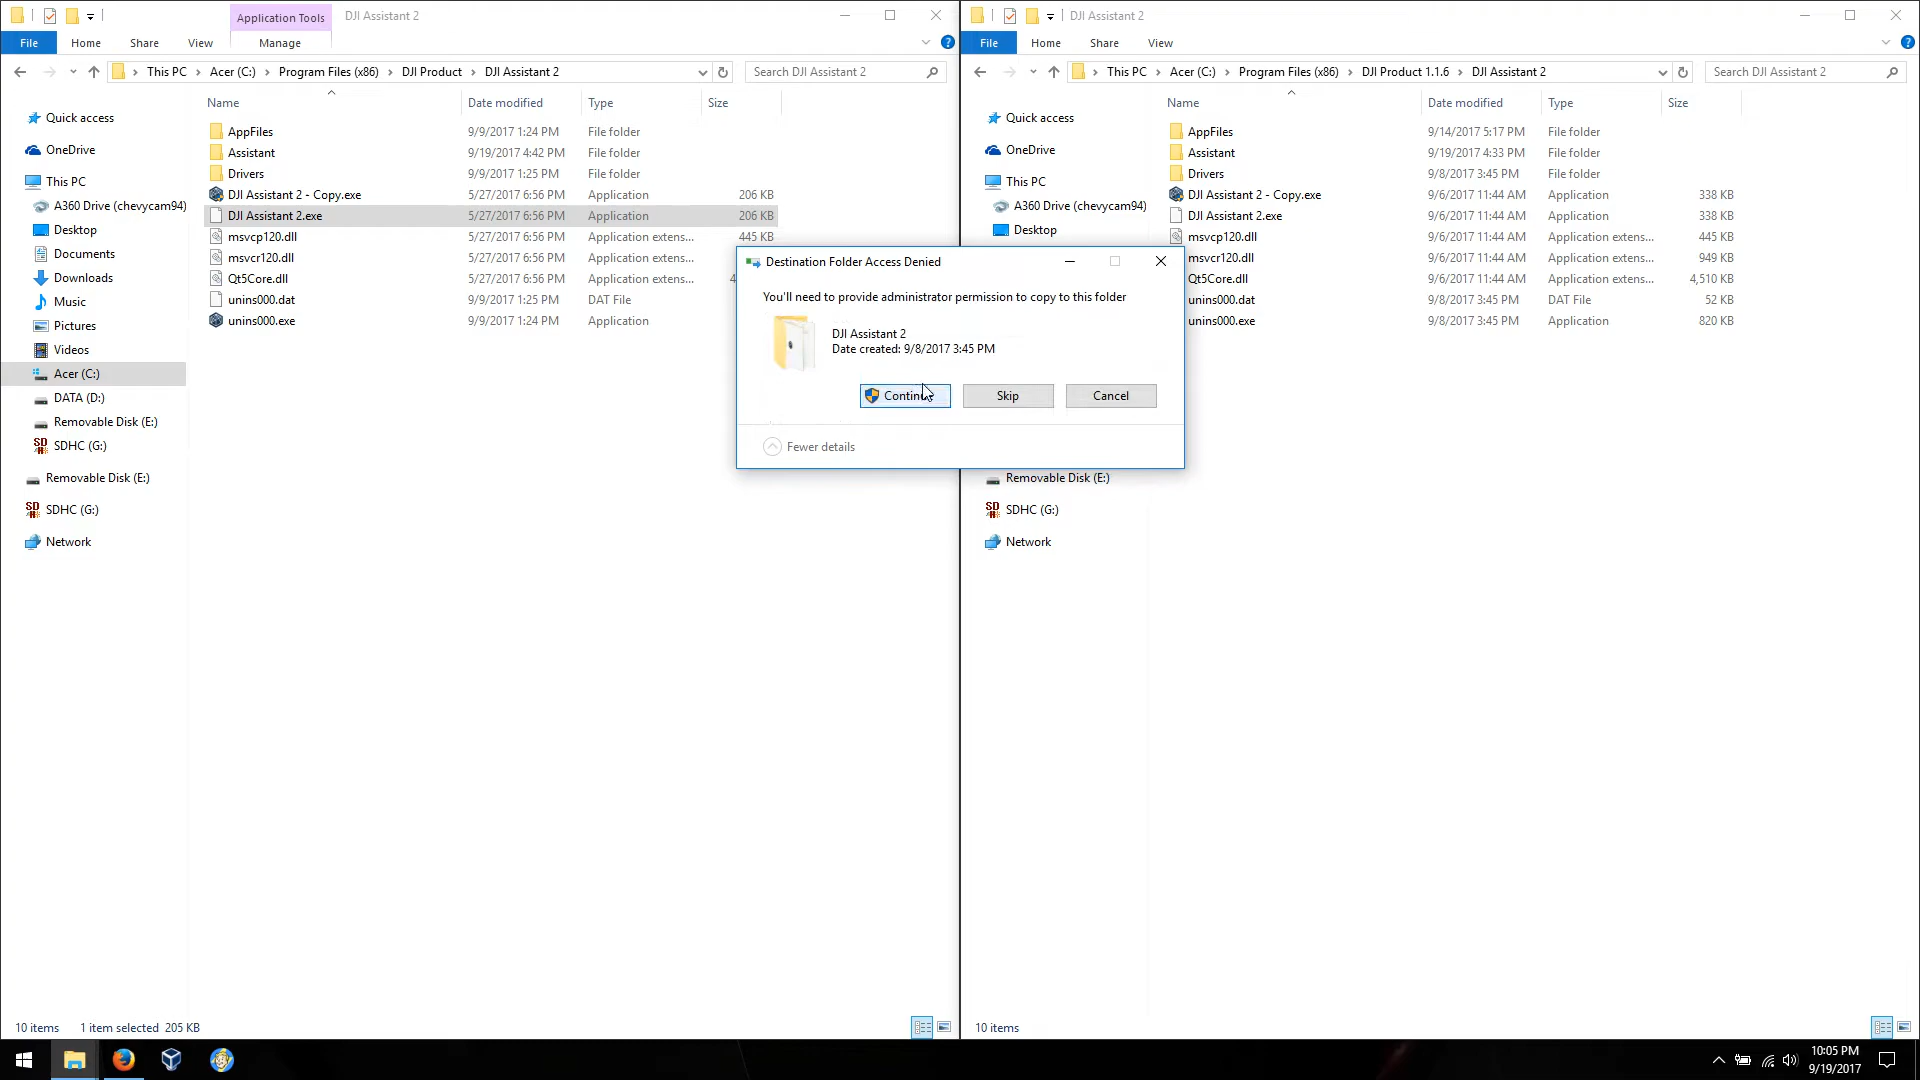 Application Tools
DJI Assistant 2
File
Home
Share
View
Manage
This PC
Acer (C:)
Program Files (x86)
DJI Product
DJI Assistant 2
Search DJI Assistant 2
Name
Date modified
Type
Size
Quick access
OneDrive
This PC
A360 Drive (chevycam94)
Desktop
Documents
Downloads
Music
Pictures
Videos
Acer (C:)
DATA (D:)
Removable Disk (E:)
SDHC (G:)
Removable Disk (E:)
SDHC (G:)
Network
AppFiles 9/9/2017 1:24 PM File folder
Assistant 9/19/2017 4:42 PM File folder
Drivers 9/9/2017 1:25 PM File folder
DJI Assistant 2 - Copy.exe 5/27/2017 6:56 PM Application 206 KB
DJI Assistant 2.exe 5/27/2017 6:56 PM Application 206 KB
msvcp120.dll 5/27/2017 6:56 PM Application extens... 445 KB
msvcr120.dll 5/27/2017 6:56 PM Application extens...
Qt5Core.dll 5/27/2017 6:56 PM Application extens... 4
unins000.dat 9/9/2017 1:25 PM DAT File
unins000.exe 9/9/2017 1:24 PM Application
10 items 1 item selected 205 KB
DJI Assistant 2
File
Home
Share
View
This PC
Acer (C:)
Program Files (x86)
DJI Product 1.1.6
DJI Assistant 2
Search DJI Assistant 2
Name
Date modified
Type
Size
Quick access
OneDrive
This PC
A360 Drive (chevycam94)
Desktop
Removable Disk (E:)
SDHC (G:)
Network
AppFiles 9/14/2017 5:17 PM File folder
Assistant 9/19/2017 4:33 PM File folder
Drivers 9/8/2017 3:45 PM File folder
DJI Assistant 2 - Copy.exe 9/6/2017 11:44 AM Application 338 KB
DJI Assistant 2.exe 9/6/2017 11:44 AM Application 338 KB
msvcp120.dll 9/6/2017 11:44 AM Application extens... 445 KB
msvcr120.dll 9/6/2017 11:44 AM Application extens... 949 KB
Qt5Core.dll 9/6/2017 11:44 AM Application extens... 4,510 KB
unins000.dat 9/8/2017 3:45 PM DAT File 52 KB
unins000.exe 9/8/2017 3:45 PM Application 820 KB
10 items
Destination Folder Access Denied
You'll need to provide administrator permission to copy to this folder
DJI Assistant 2
Date created: 9/8/2017 3:45 PM
Continue
Skip
Cancel
Fewer details
10:05 PM
9/19/2017